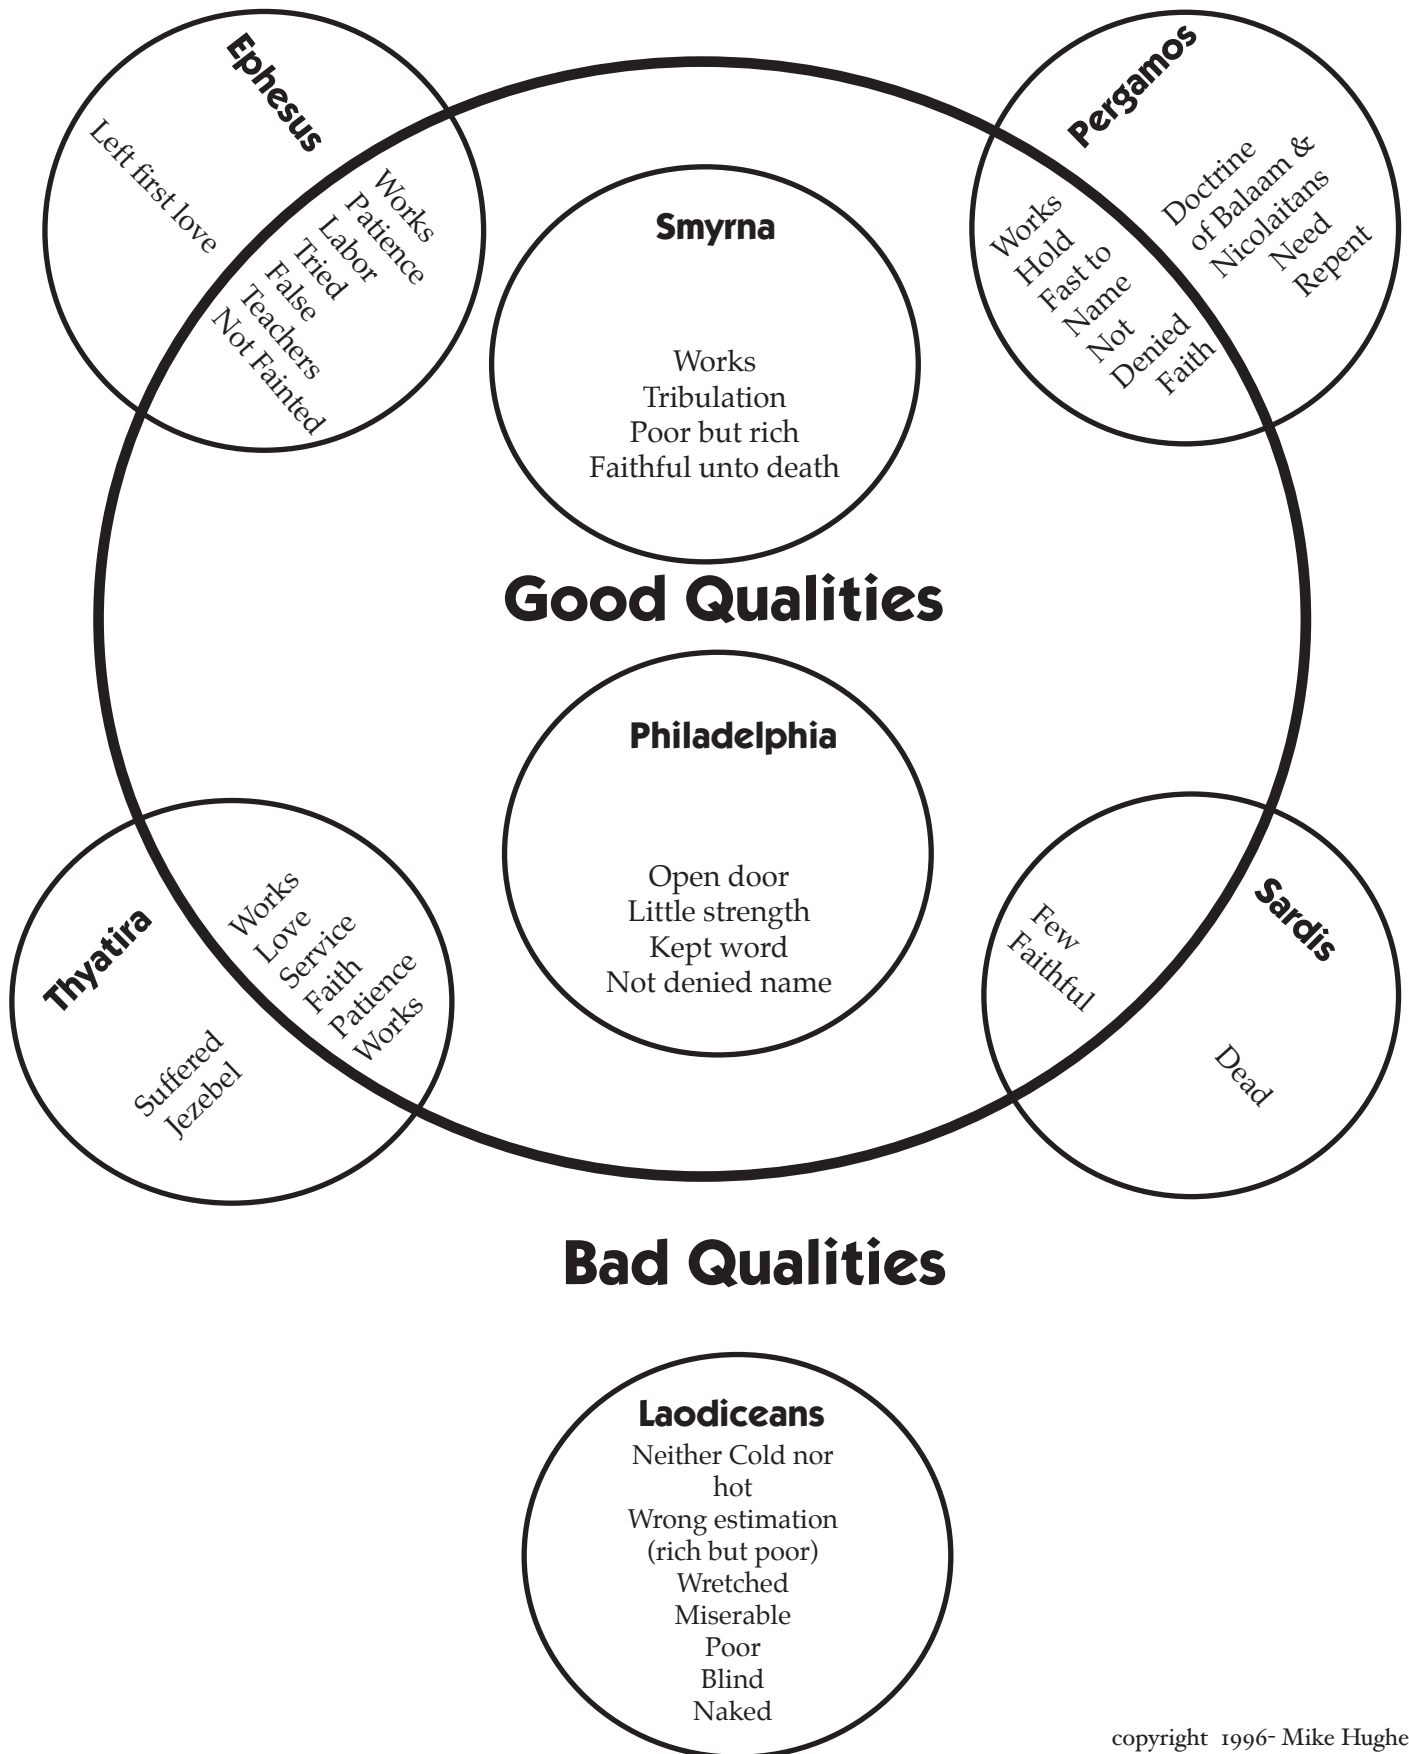 Ephesus
Left first love
Works
Patience
Labor
Tried
False
Teachers
Not Fainted
Smyrna
Works
Tribulation
Poor but rich
Faithful unto death
Pergamos
Works
Hold
Fast to
Name
Not
Denied
Faith
Doctrine
of Balaam &
Nicolaitans
Need
Repent
Good Qualities
Philadelphia
Open door
Little strength
Kept word
Not denied name
Thyatira
Works
Love
Service
Faith
Patience
Works
Suffered
Jezebel
Sardis
Few
Faithful
Dead
Bad Qualities
Laodiceans
Neither Cold nor
hot
Wrong estimation
(rich but poor)
Wretched
Miserable
Poor
Blind
Naked
copyright 1996- Mike Hughe